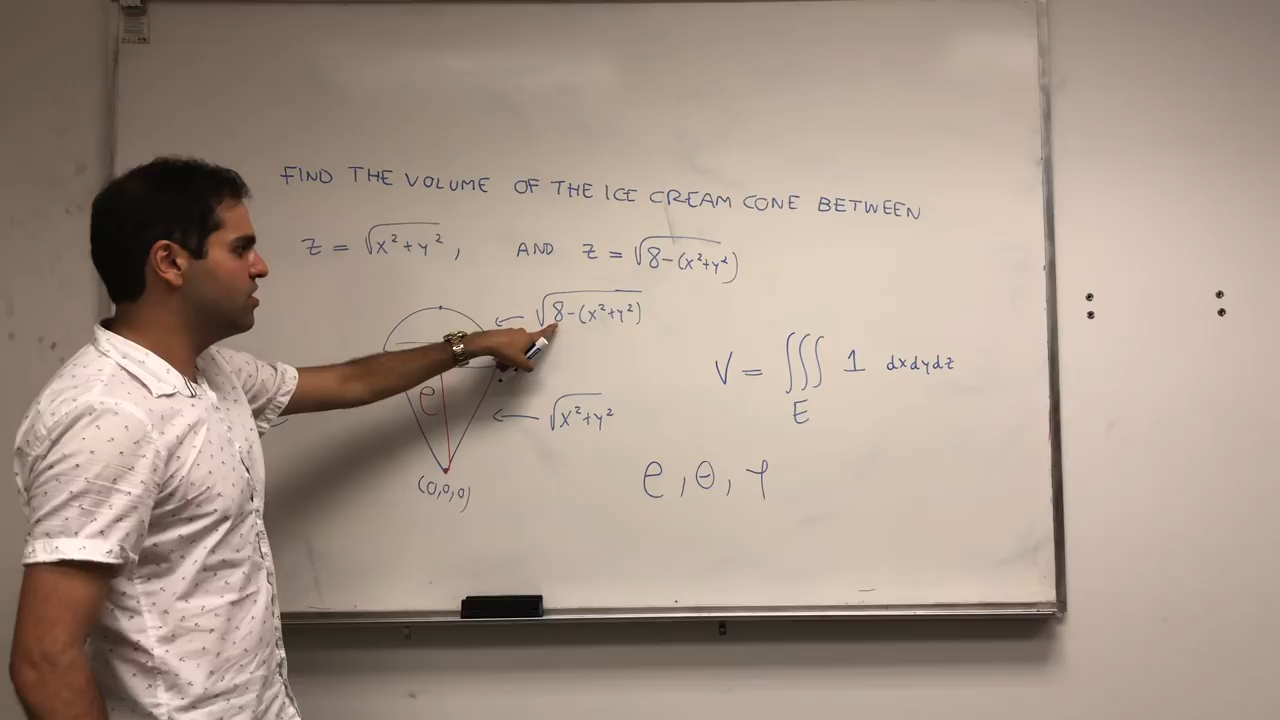 FIND THE VOLUME OF THE ICE CREAM CONE BETWEEN
z = √(x²+y²), AND z = √(8-(x²+y²))
← √(8-(x²+y²))
V = ∭_E 1 dxdydz
ρ
← √(x²+y²)
ρ, θ, φ
(0,0,0)